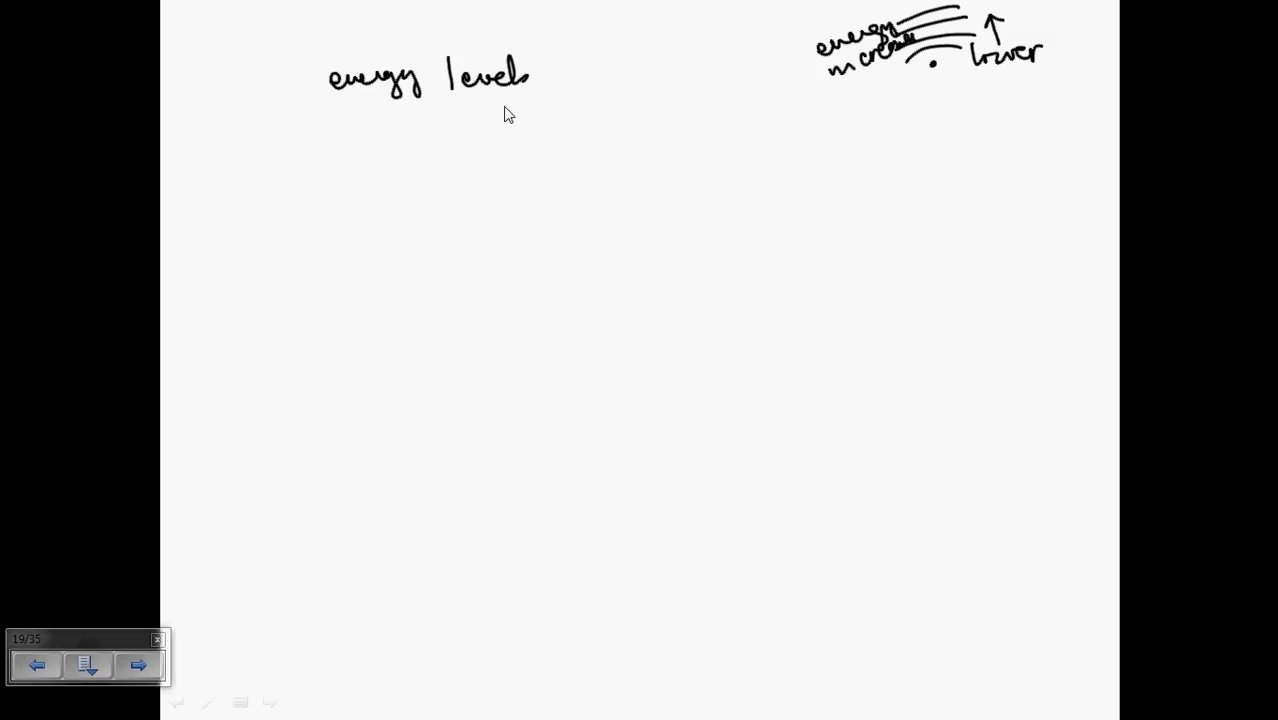 energy levels
energy
increase
lower
19/35